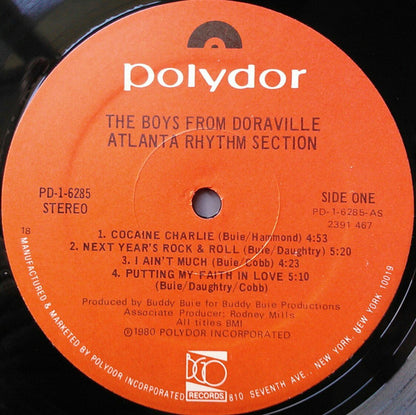 polydor
THE BOYS FROM DORAVILLE
ATLANTA RHYTHM SECTION
PD-1-6285
STEREO
SIDE ONE
PD-1-6285-AS
2391 467
18
1. COCAINE CHARLIE (Buie/Hammond) 4:53
2. NEXT YEAR'S ROCK & ROLL (Buie/Daughtry) 5:20
3. I AIN'T MUCH (Buie/Cobb) 4:23
4. PUTTING MY FAITH IN LOVE 5:10
(Buie/Daughtry/Cobb)
Produced by Buddy Buie for Buddy Buie Productions
Associate Producer: Rodney Mills
All titles BMI
℗1980 POLYDOR INCORPORATED
MANUFACTURED & MARKETED BY POLYDOR INCORPORATED
RECORDS
810 SEVENTH AVE., NEW YORK, NEW YORK 10019